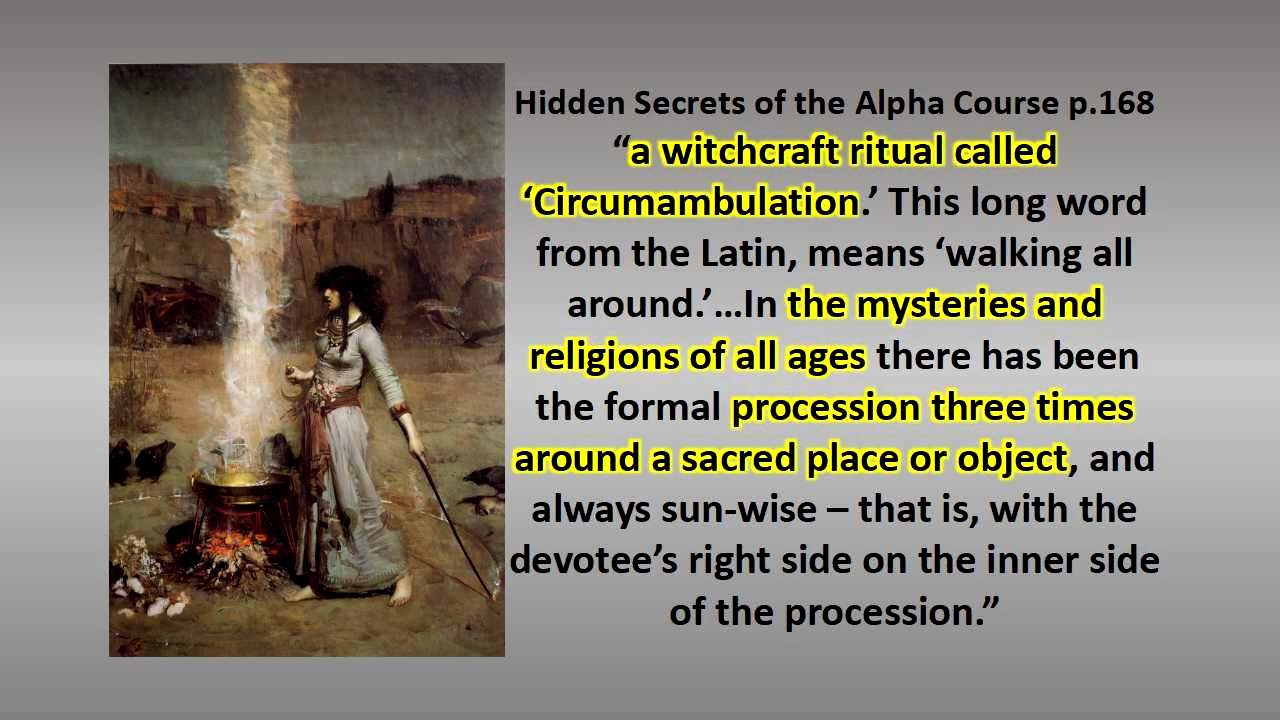 Hidden Secrets of the Alpha Course p.168
“a witchcraft ritual called
‘Circumambulation.’ This long word
from the Latin, means ‘walking all
around.’…In the mysteries and
religions of all ages there has been
the formal procession three times
around a sacred place or object, and
always sun-wise – that is, with the
devotee’s right side on the inner side
of the procession.”